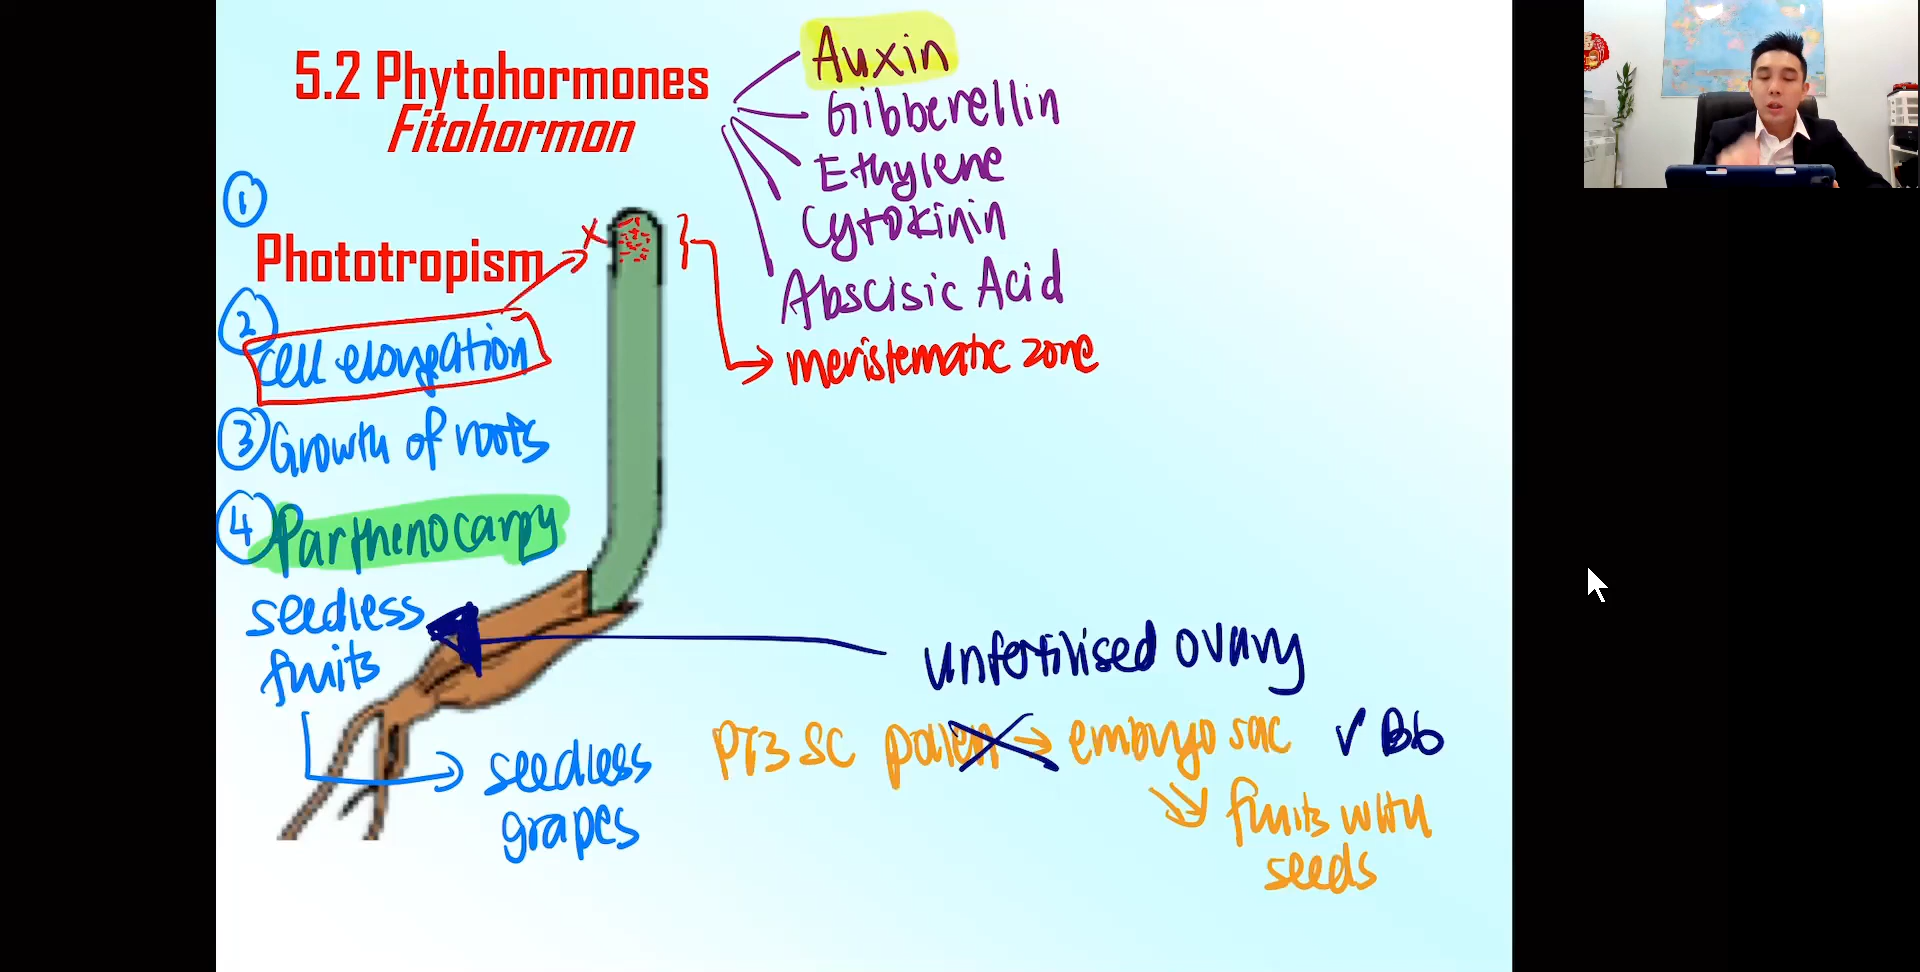 5.2 Phytohormones
Fitohormon
Auxin
Gibberellin
Ethylene
Cytokinin
Abscisic Acid
meristematic zone
1
Phototropism
2
cell elongation
3 Growth of roots
4 Parthenocarpy
seedless
fruits
seedless
grapes
x
unfertilised ovary
PT3 SC pollen → embryo sac ✓ Bb
fruits with
seeds